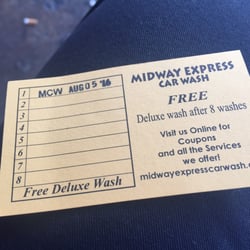 1 MCW AUG 05 '16
2
3
4
5
6
7
8
Free Deluxe Wash
MIDWAY EXPRESS
CAR WASH
FREE
Deluxe wash after 8 washes
Visit us Online for
Coupons
and all the Services
we offer!
midwayexpresscarwash.c